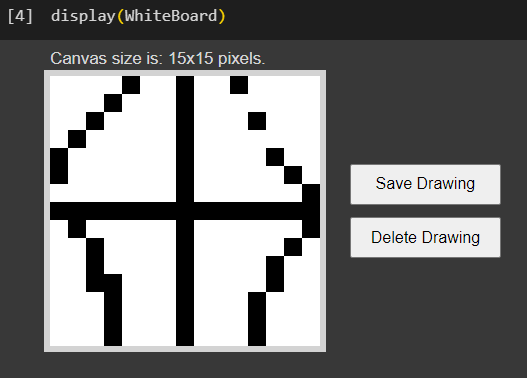 [4] display(WhiteBoard)
Canvas size is: 15x15 pixels.
Save Drawing
Delete Drawing